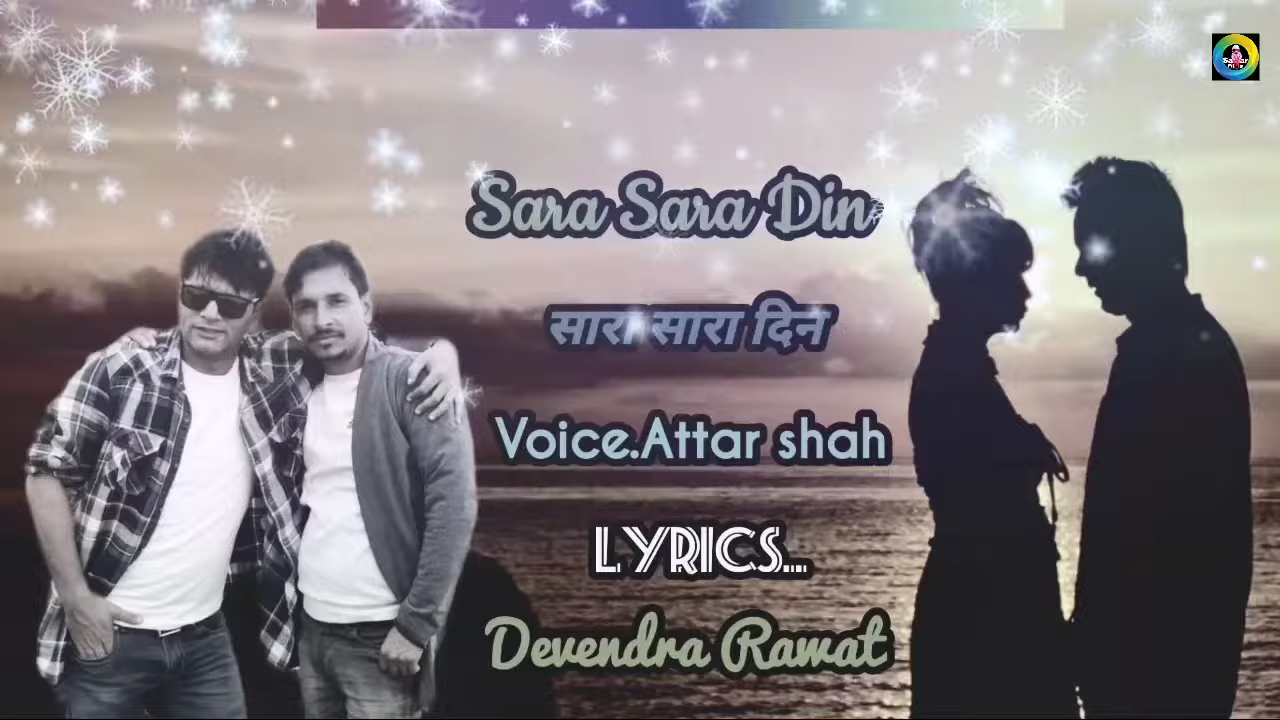 Sara Sara Din
सारा सारा दिन
Voice.Attar shah
LYRICS....
Devendra Rawat